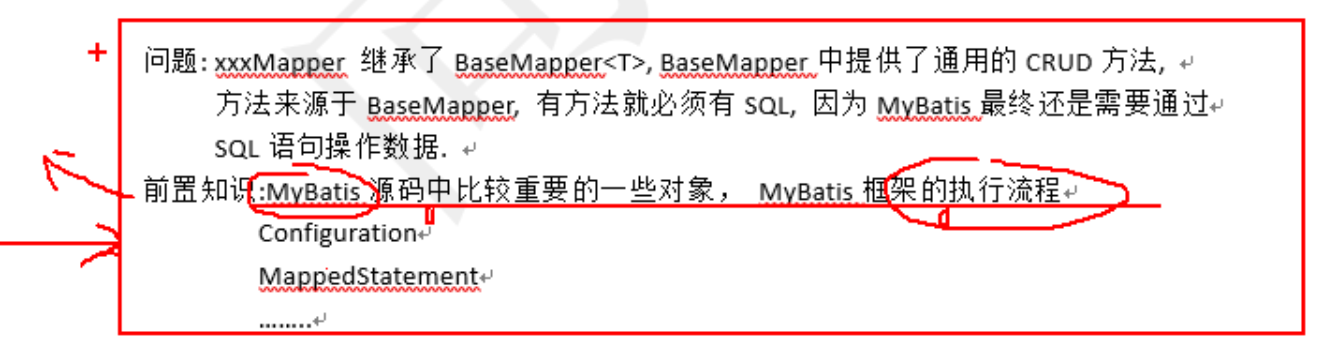 问题: xxxMapper 继承了 BaseMapper<T>, BaseMapper 中提供了通用的 CRUD 方法,
方法来源于 BaseMapper, 有方法就必须有 SQL, 因为 MyBatis 最终还是需要通过
SQL 语句操作数据.
前置知识:MyBatis 源码中比较重要的一些对象， MyBatis 框架的执行流程
Configuration
MappedStatement
........